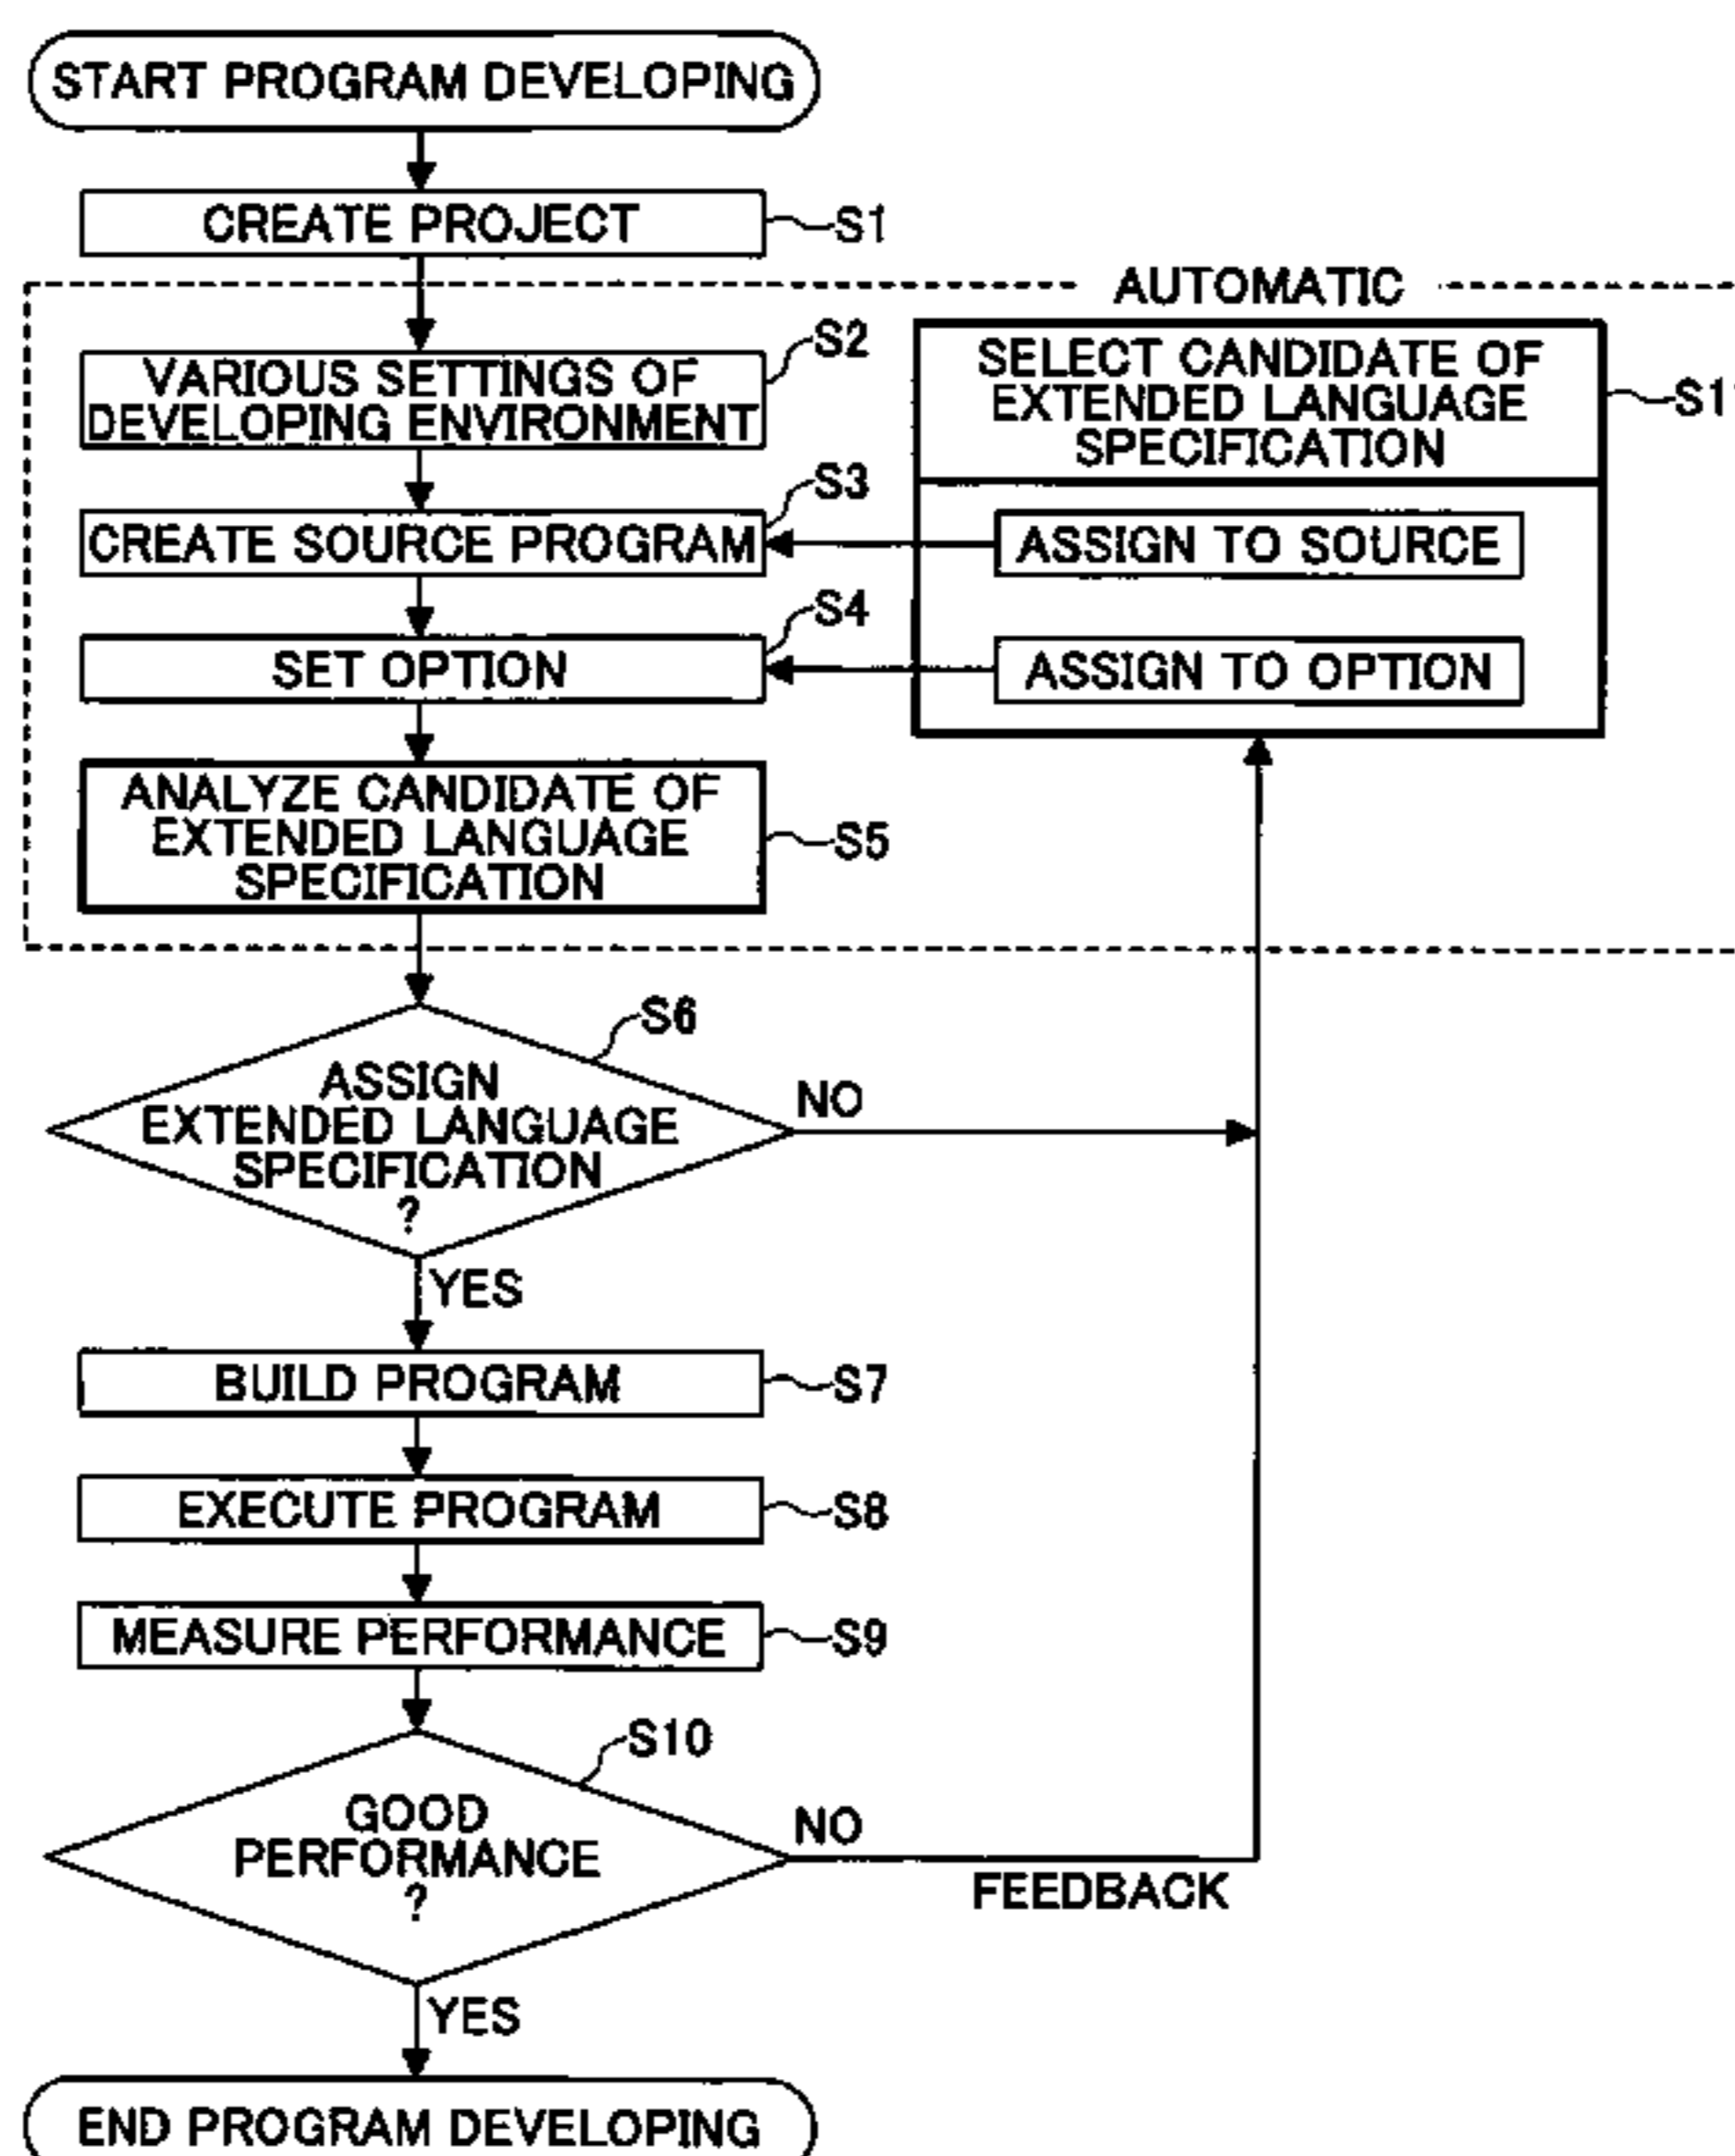 START PROGRAM DEVELOPING
CREATE PROJECT
S1
AUTOMATIC
VARIOUS SETTINGS OF
DEVELOPING ENVIRONMENT
S2
SELECT CANDIDATE OF
EXTENDED LANGUAGE
SPECIFICATION
CREATE SOURCE PROGRAM
S3
ASSIGN TO SOURCE
SET OPTION
S4
ASSIGN TO OPTION
ANALYZE CANDIDATE OF
EXTENDED LANGUAGE
SPECIFICATION
S5
S6
ASSIGN
EXTENDED LANGUAGE
SPECIFICATION
?
NO
YES
BUILD PROGRAM
S7
EXECUTE PROGRAM
S8
MEASURE PERFORMANCE
S9
S10
GOOD
PERFORMANCE
?
NO
FEEDBACK
YES
END PROGRAM DEVELOPING